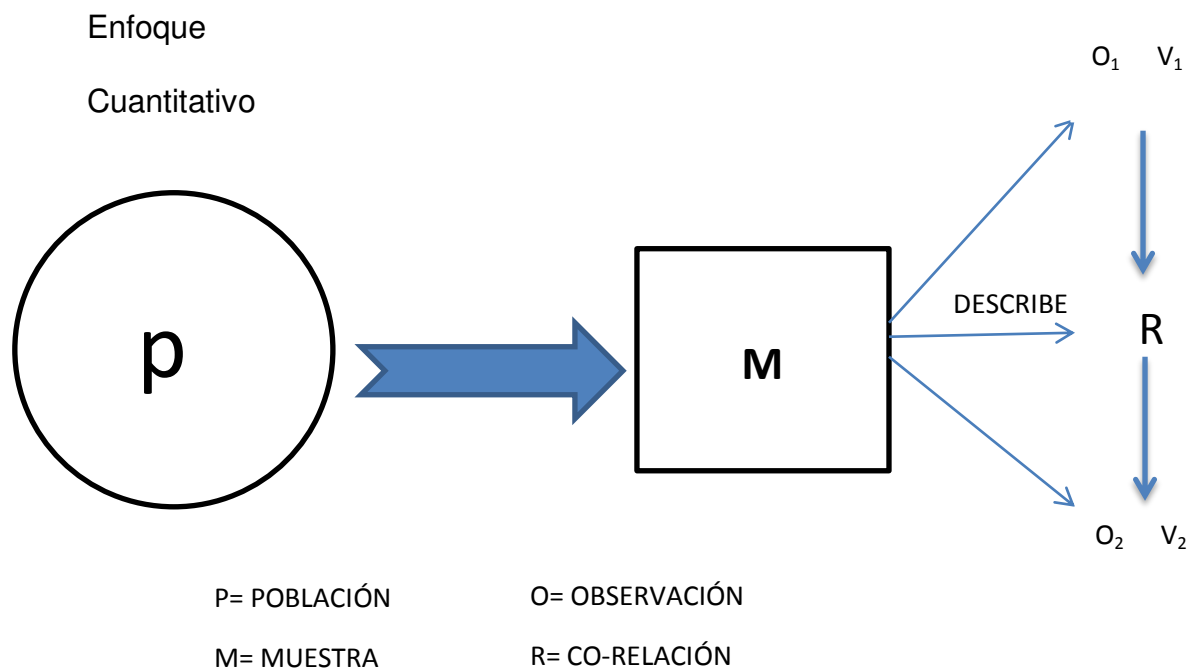 Enfoque
Cuantitativo
O₁ V₁
DESCRIBE
p
M
R
O₂ V₂
P= POBLACIÓN O= OBSERVACIÓN
M= MUESTRA R= CO-RELACIÓN